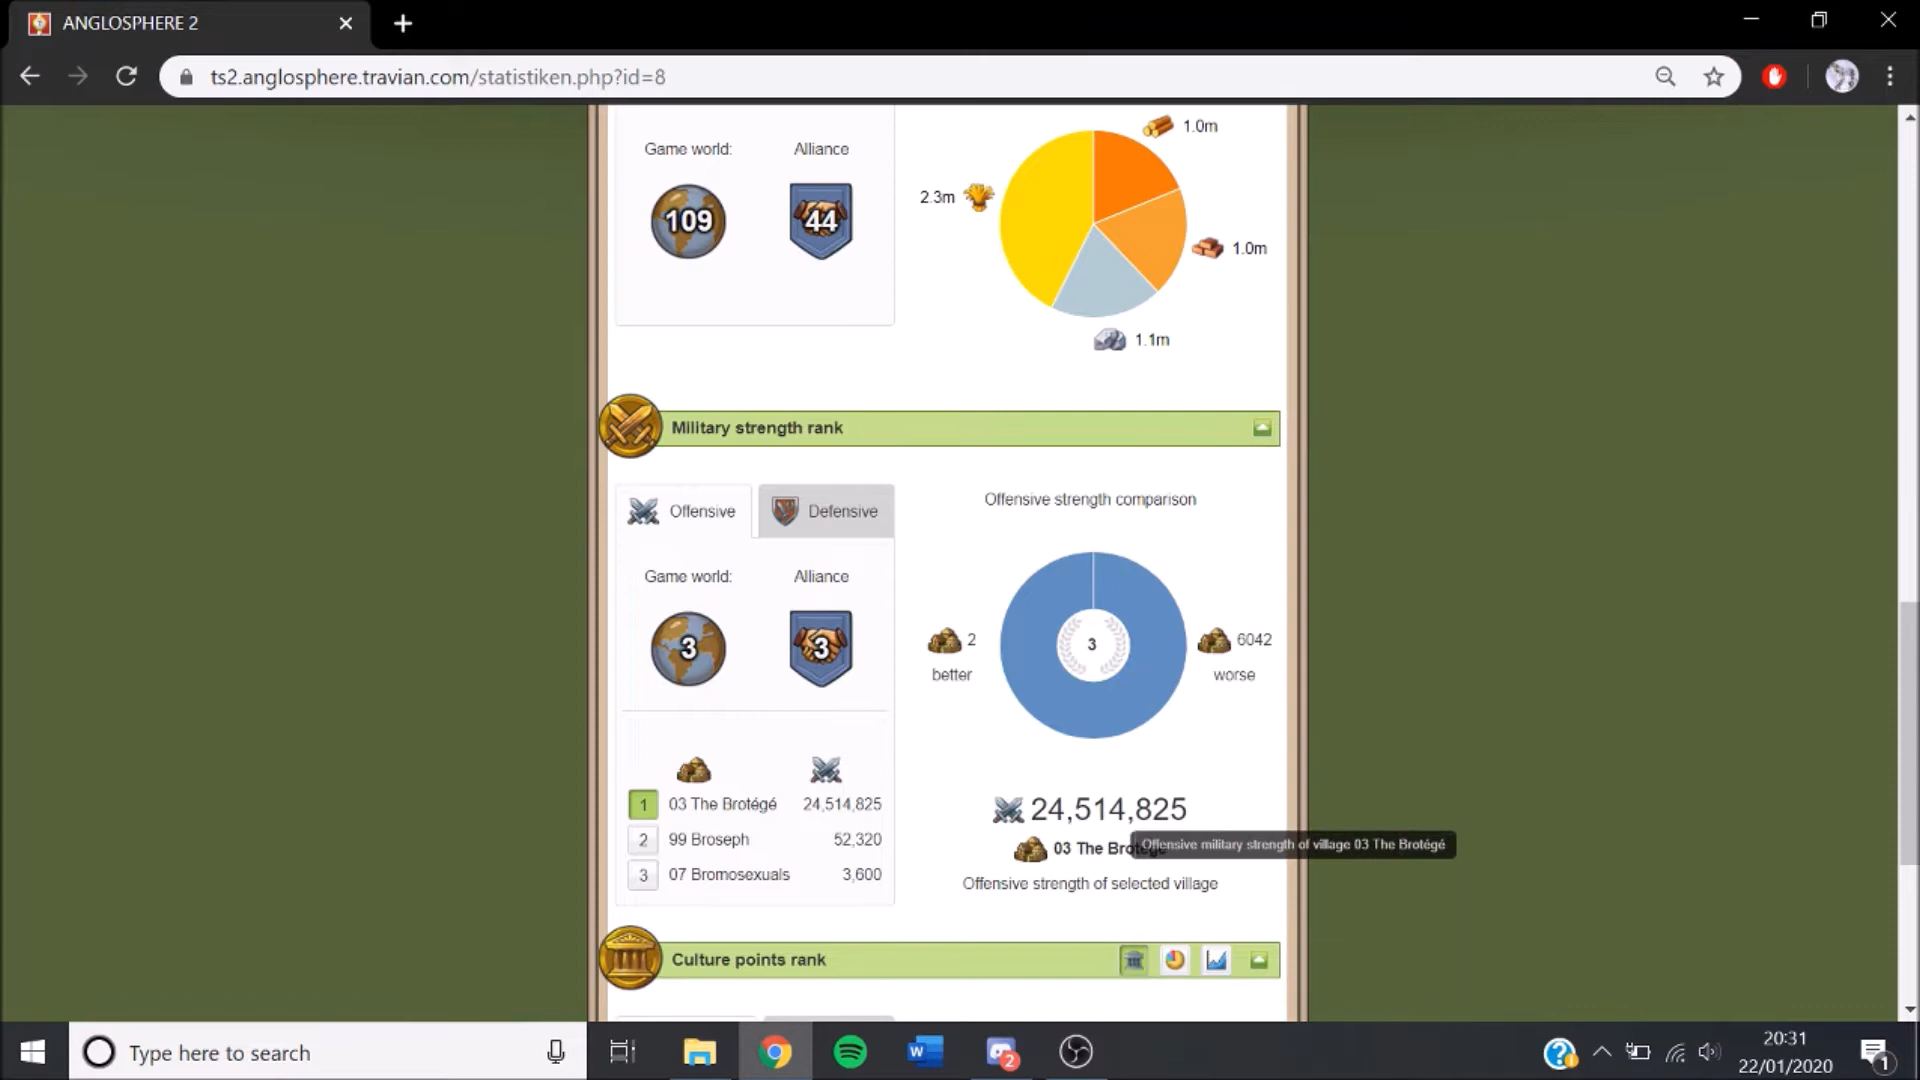 ANGLOSPHERE 2
ts2.anglosphere.travian.com/statistiken.php?id=8
Game world:
Alliance
109
44
1.0m
2.3m
1.0m
1.1m
Military strength rank
Offensive
Defensive
Offensive strength comparison
Game world:
Alliance
3
3
2
better
3
6042
worse
1 03 The Brotégé 24,514,825
2 99 Broseph 52,320
3 07 Bromosexuals 3,600
24,514,825
03 The Brotégé
Offensive military strength of village 03 The Brotégé
Offensive strength of selected village
Culture points rank
Type here to search
2
20:31
22/01/2020
1